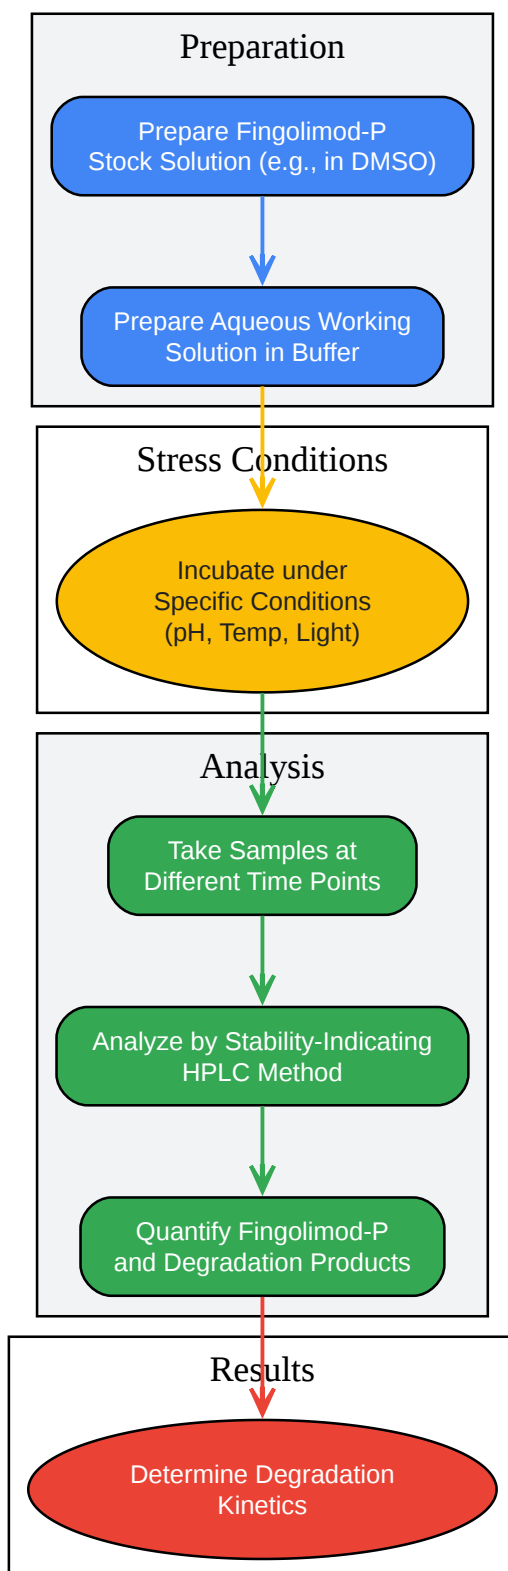 Preparation
Prepare Fingolimod-P
Stock Solution (e.g., in DMSO)
Prepare Aqueous Working
Solution in Buffer
Stress Conditions
Incubate under
Specific Conditions
(pH, Temp, Light)
Analysis
Take Samples at
Different Time Points
Analyze by Stability-Indicating
HPLC Method
Quantify Fingolimod-P
and Degradation Products
Results
Determine Degradation
Kinetics